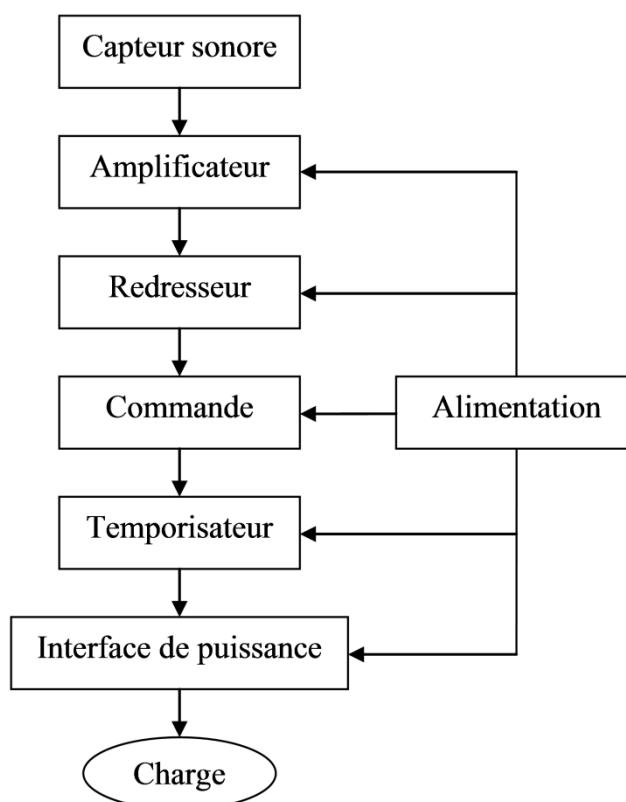 Capteur sonore
Amplificateur
Redresseur
Commande
Alimentation
Temporisateur
Interface de puissance
Charge